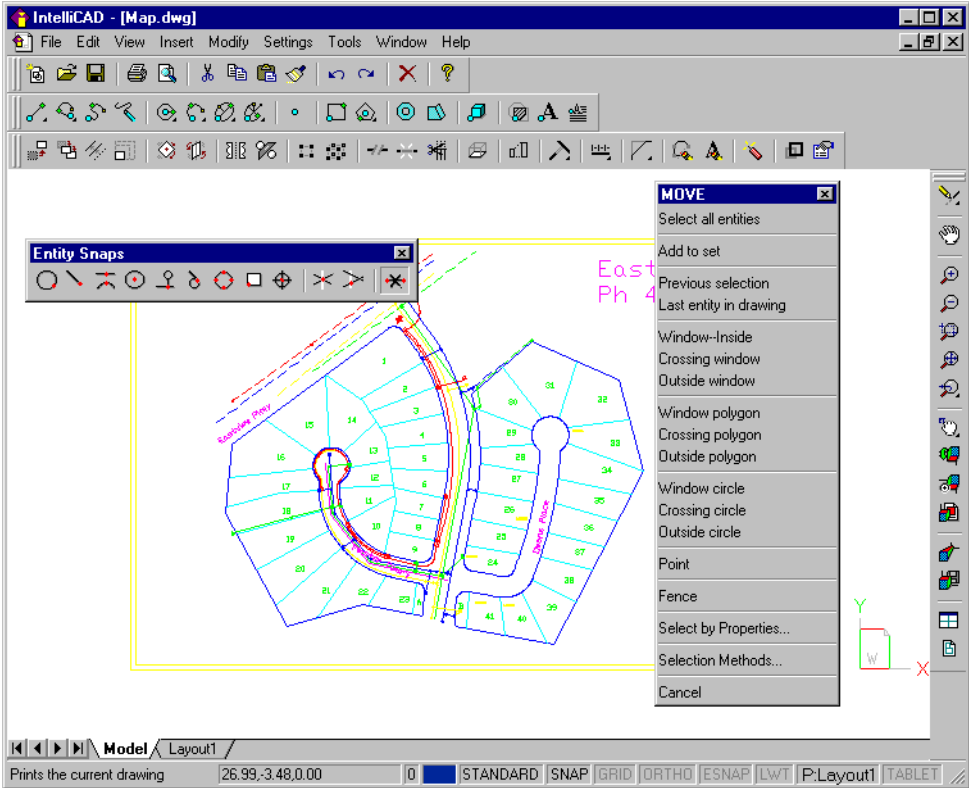 IntelliCAD - [Map.dwg]
File Edit View Insert Modify Settings Tools Window Help
MOVE
Select all entities
Add to set
Previous selection
Last entity in drawing
Window--Inside
Crossing window
Outside window
Window polygon
Crossing polygon
Outside polygon
Window circle
Crossing circle
Outside circle
Point
Fence
Select by Properties...
Selection Methods...
Cancel
Entity Snaps
East
Ph 4
Eastview Pkwy
1
2
3
4
5
6
7
8
9
10
11
12
13
14
15
16
17
18
19
20
21
22
23
A
31
32
30
29
28
27
26
25
24
33
34
35
36
37
38
39
40
41
B
Place
Y
W
X
Model Layout1
Prints the current drawing 26.99,-3.48,0.00 0 STANDARD SNAP GRID ORTHO ESNAP LWT P:Layout1 TABLET